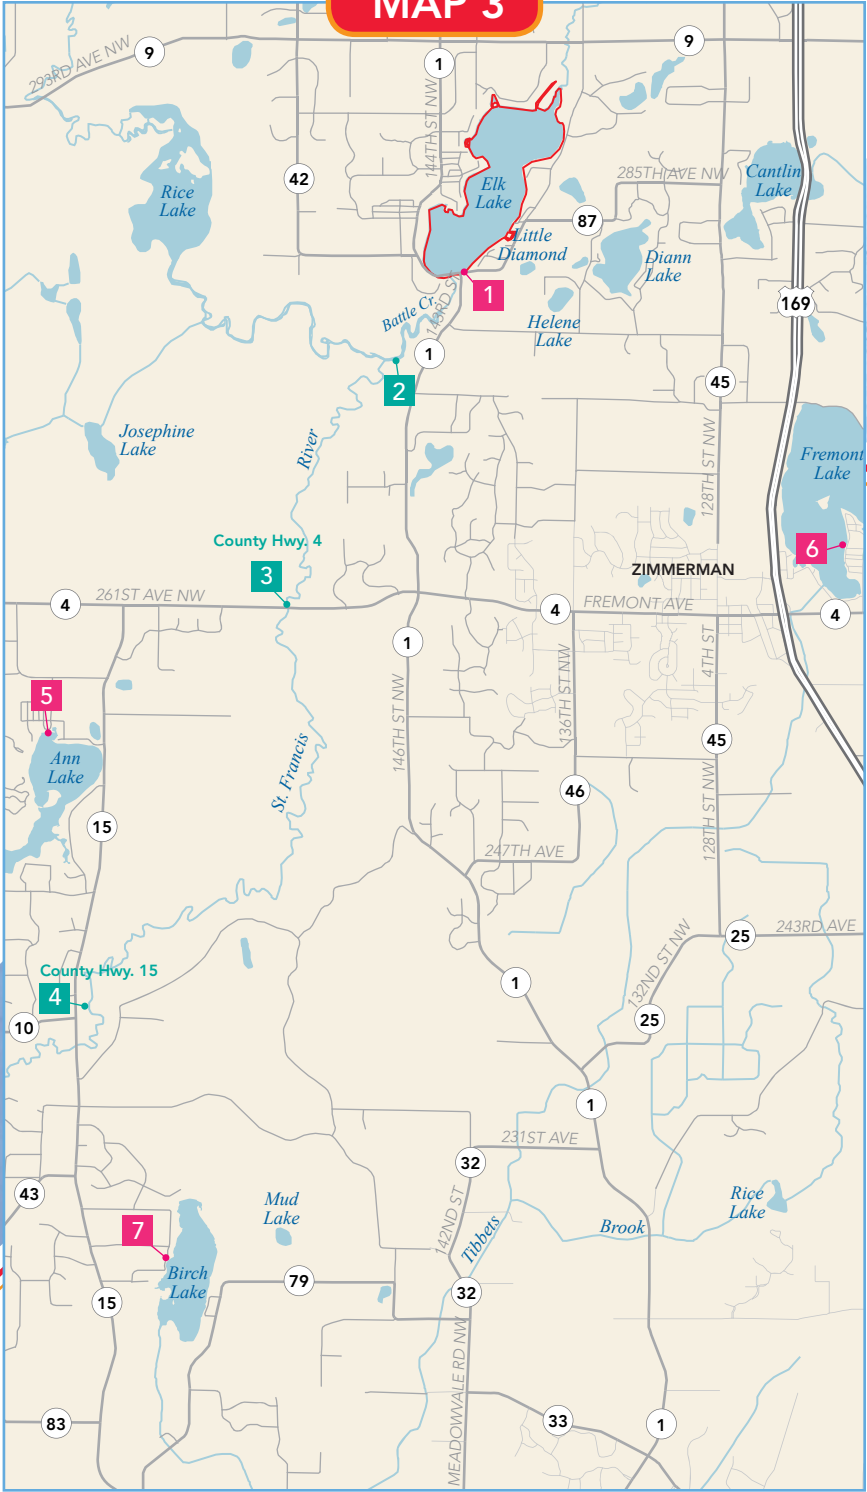 MAP 3
9
293RD AVE NW
1
9
144TH ST NW
42
Rice
Lake
Elk
Lake
285TH AVE NW
Cantlin
Lake
87
Little
Diamond
Diann
Lake
1
Battle Cr.
143RD ST
Helene
Lake
169
1
2
45
Josephine
Lake
River
128TH ST NW
Fremont
Lake
County Hwy. 4
3
6
ZIMMERMAN
4
261ST AVE NW
4
FREMONT AVE
4
1
4TH ST
5
146TH ST NW
136TH ST NW
Ann
Lake
St. Francis
45
46
15
128TH ST NW
247TH AVE
243RD AVE
25
132ND ST NW
County Hwy. 15
4
1
10
25
1
231ST AVE
32
43
142ND ST
Mud
Lake
Rice
Lake
7
Tibbets
Brook
Birch
Lake
79
32
15
MEADOWVALE RD NW
83
33
1